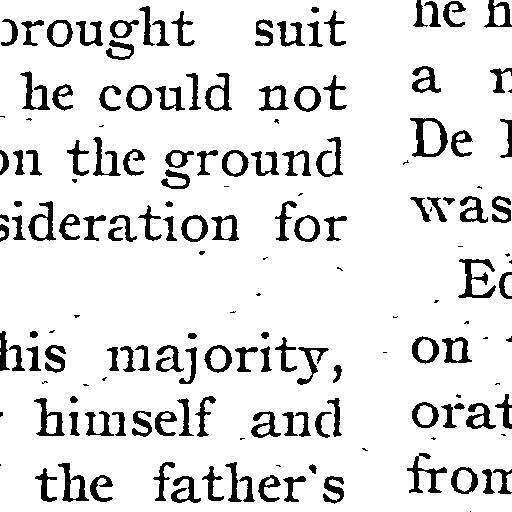 brought suit
he could not
on the ground
sideration for
his majority,
himself and
the father's
he
a
De
was
on
from